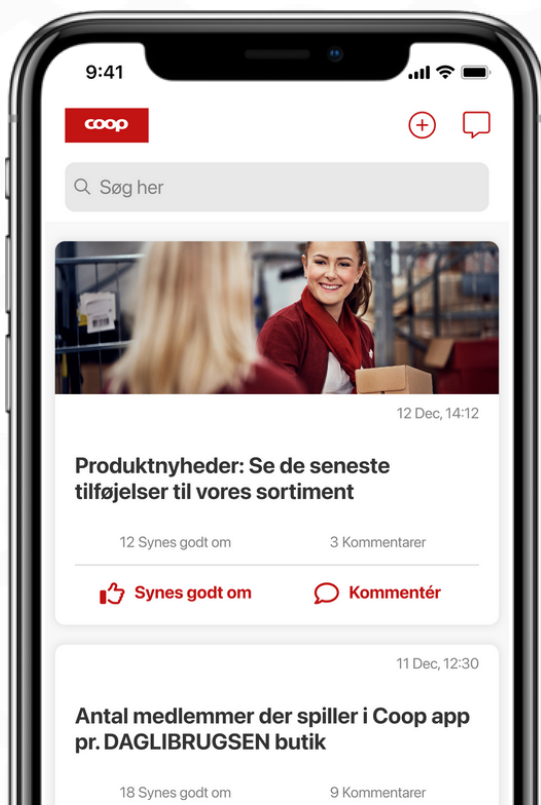 9:41
coop
Søg her
12 Dec, 14:12
Produktnyheder: Se de seneste
tilføjelser til vores sortiment
12 Synes godt om
3 Kommentarer
Synes godt om
Kommentér
11 Dec, 12:30
Antal medlemmer der spiller i Coop app
pr. DAGLIBRUGSEN butik
18 Synes godt om
9 Kommentarer